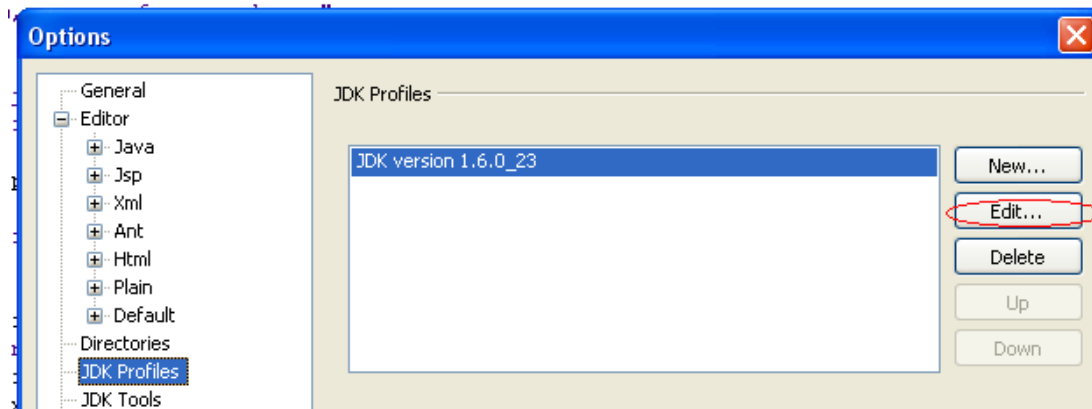 Options
General
Editor
Java
Jsp
Xml
Ant
Html
Plain
Default
Directories
JDK Profiles
JDK Tools
JDK Profiles
JDK version 1.6.0_23
New...
Edit...
Delete
Up
Down